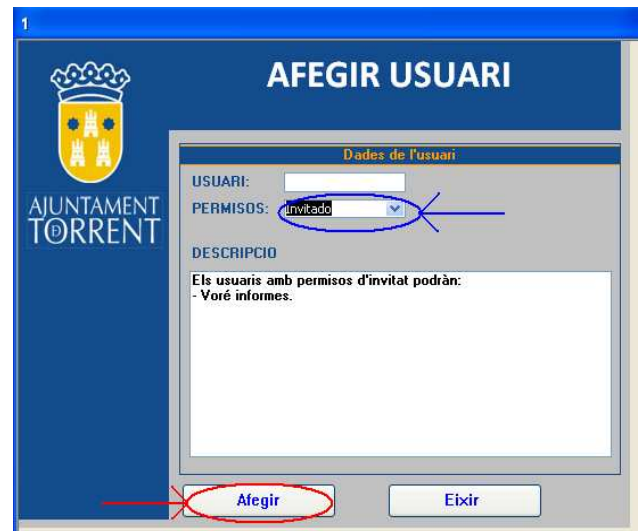 1
AFEGIR USUARI
AJUNTAMENT
TORRENT
Dades de l'usuari
USUARI:
PERMISOS: Invitado
DESCRIPCIO
Els usuaris amb permisos d'invitat podràn:
- Voré informes.
Afegir Eixir